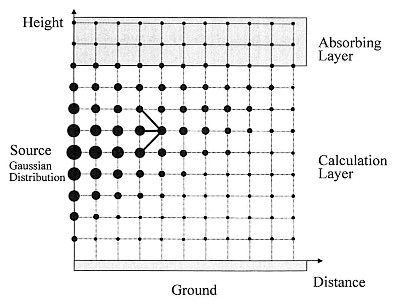 Height
Absorbing
Layer
Source
Gaussian
Distribution
Calculation
Layer
Distance
Ground